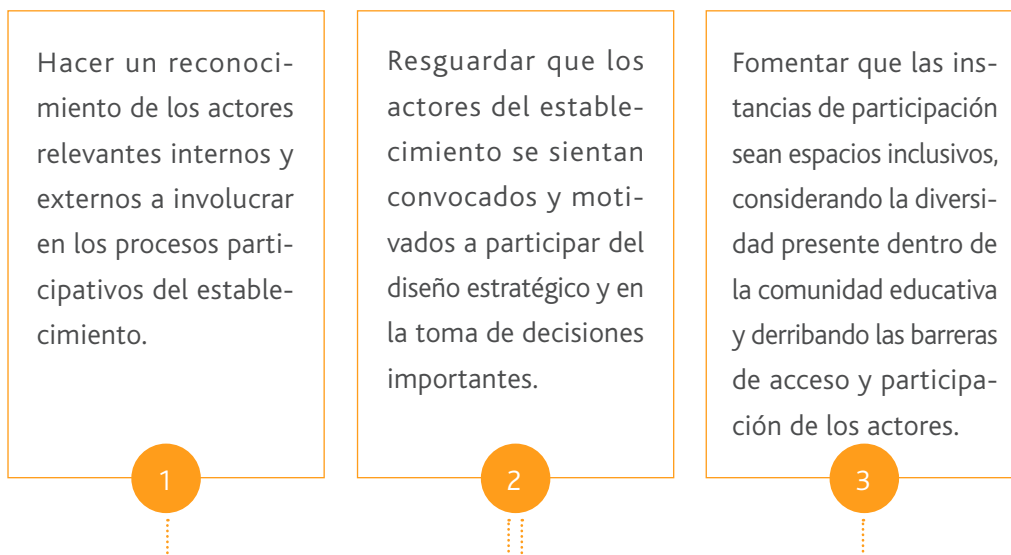 Hacer un reconoci-
miento de los actores
relevantes internos y
externos a involucrar
en los procesos parti-
cipativos del estable-
cimiento.
1
Resguardar que los
actores del estable-
cimiento se sientan
convocados y moti-
vados a participar del
diseño estratégico y en
la toma de decisiones
importantes.
2
Fomentar que las ins-
tancias de participación
sean espacios inclusivos,
considerando la diversi-
dad presente dentro de
la comunidad educativa
y derribando las barreras
de acceso y participa-
ción de los actores.
3